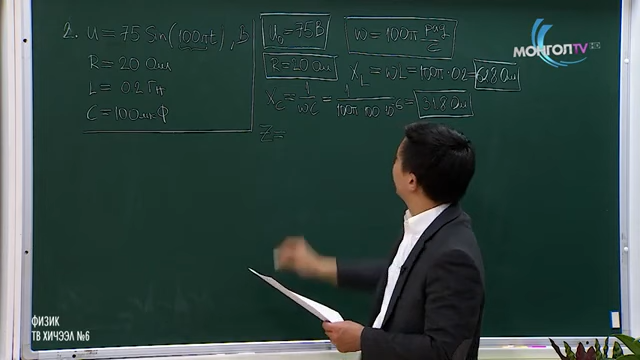 2. U = 75 Sin(100πt), В
R = 20 Ом
L = 0.2 Гн
C = 100мкФ
U₀ = 75В
ω = 100π рад/с
R = 20 Ом
X_L = ωL = 100π · 0.2 = 62.8 Ом
X_C = 1/ωC = 1/100π · 100 · 10⁻⁶ = 31.8 Ом
Z =
МОНГОЛ TV HD
ФИЗИК
ТВ ХИЧЭЭЛ №6